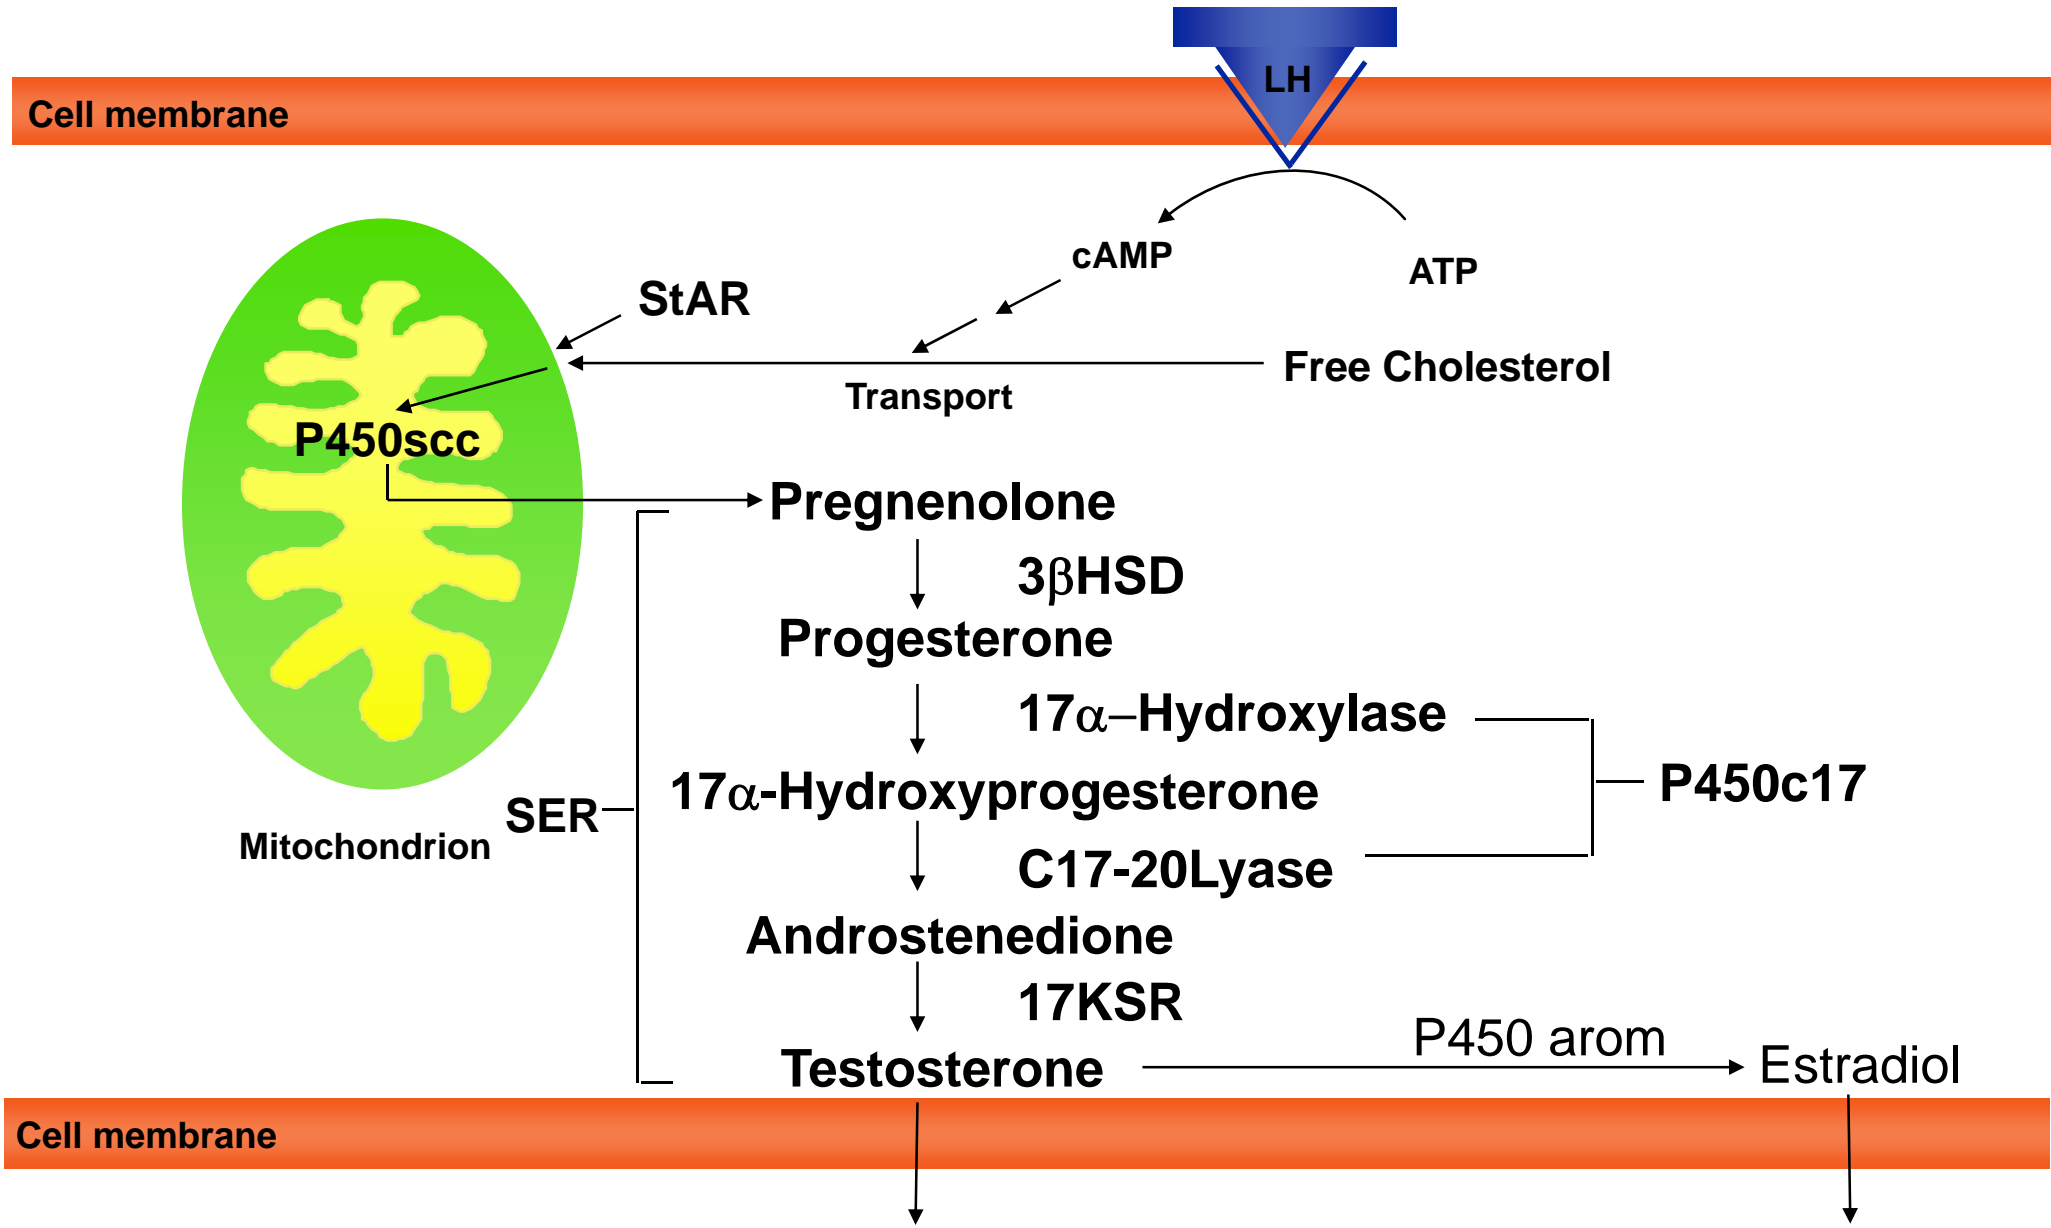 LH
Cell membrane
cAMP
ATP
StAR
Free Cholesterol
Transport
P450scc
Pregnenolone
3βHSD
Progesterone
17α–Hydroxylase
P450c17
17α-Hydroxyprogesterone
SER
Mitochondrion
C17-20Lyase
Androstenedione
17KSR
P450 arom
Testosterone
Estradiol
Cell membrane